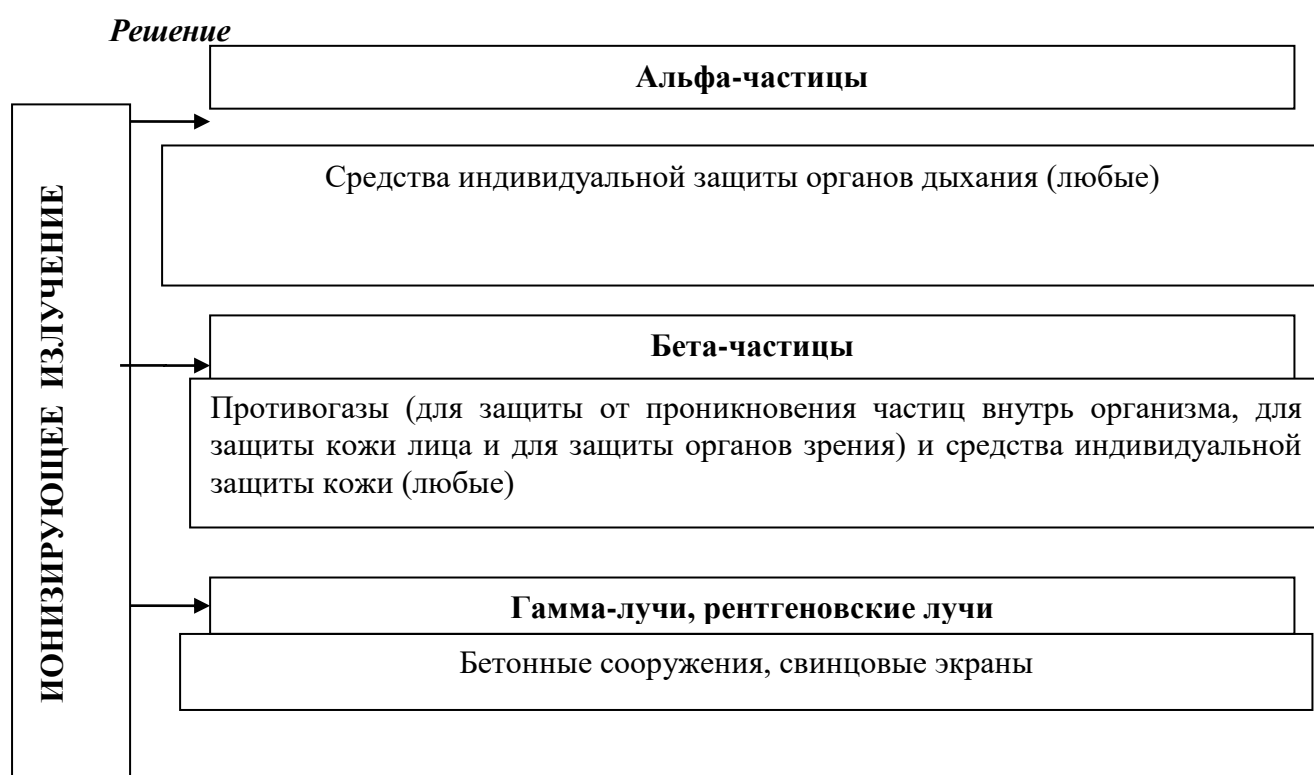 Решение
Альфа-частицы
Средства индивидуальной защиты органов дыхания (любые)
ИОНИЗИРУЮЩЕЕ ИЗЛУЧЕНИЕ
Бета-частицы
Противогазы (для защиты от проникновения частиц внутрь организма, для
защиты кожи лица и для защиты органов зрения) и средства индивидуальной
защиты кожи (любые)
Гамма-лучи, рентгеновские лучи
Бетонные сооружения, свинцовые экраны